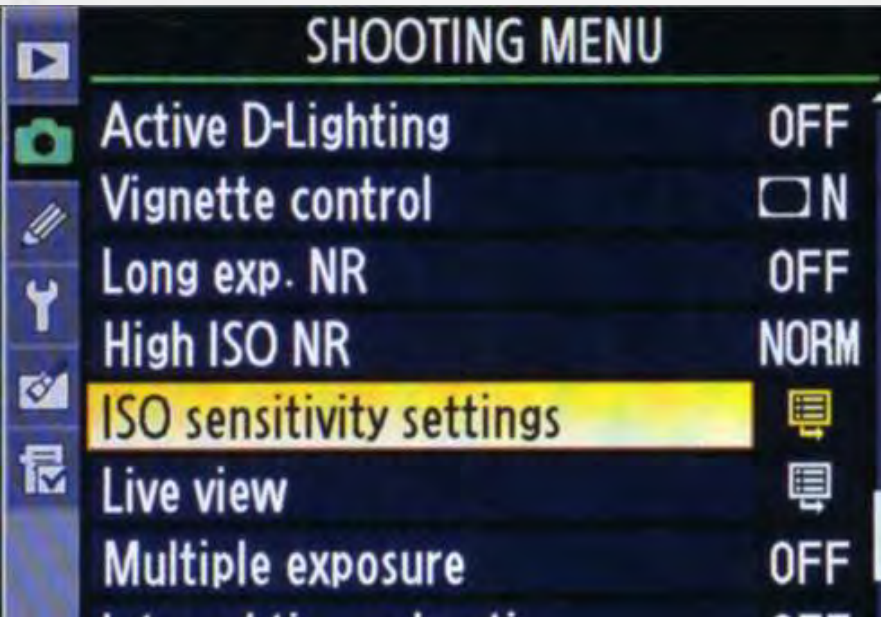 SHOOTING MENU
Active D-Lighting OFF
Vignette control N
Long exp. NR OFF
High ISO NR NORM
ISO sensitivity settings
Live view
Multiple exposure OFF